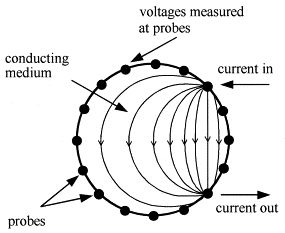 voltages measured
at probes
conducting
medium
current in
probes
current out